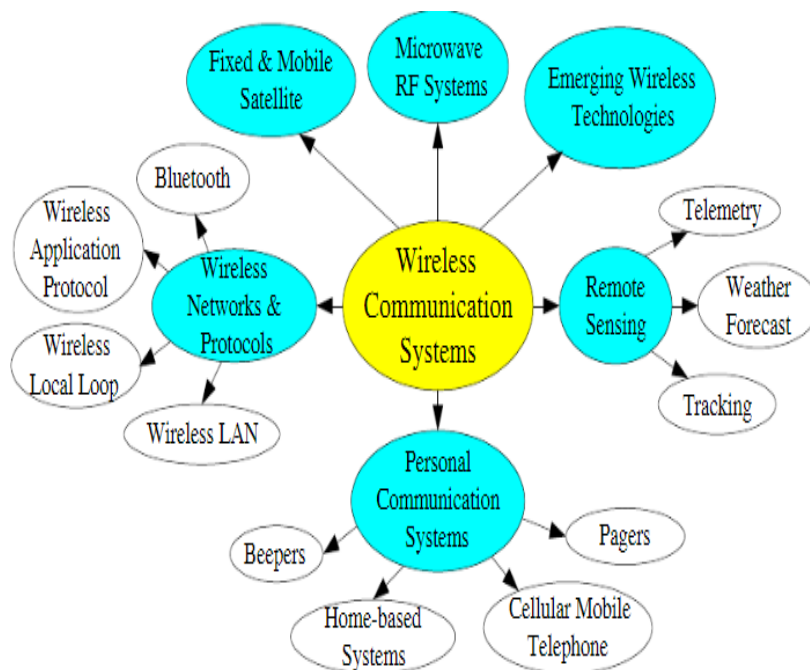 Fixed & Mobile
Satellite
Microwave
RF Systems
Emerging Wireless
Technologies
Bluetooth
Wireless
Application
Protocol
Wireless
Networks &
Protocols
Wireless
Local Loop
Wireless LAN
Wireless
Communication
Systems
Remote
Sensing
Telemetry
Weather
Forecast
Tracking
Personal
Communication
Systems
Beepers
Home-based
Systems
Cellular Mobile
Telephone
Pagers